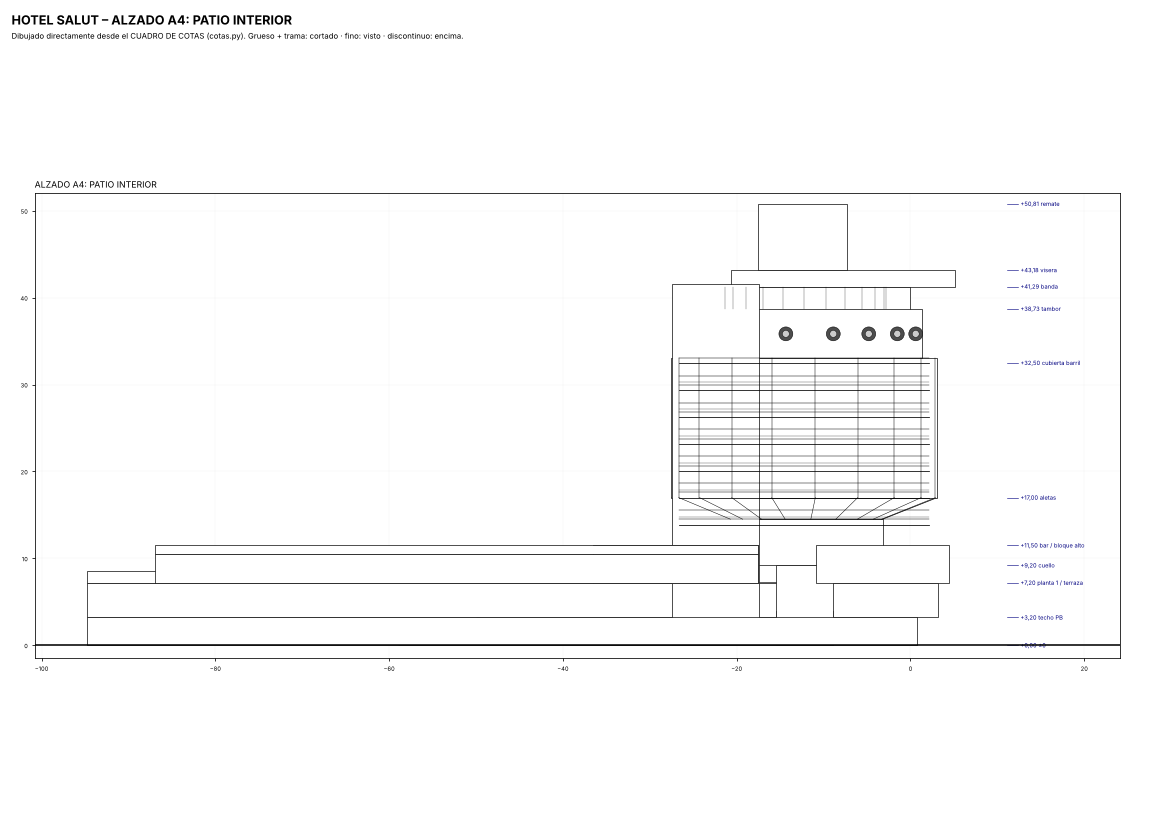 HOTEL SALUT – ALZADO A4: PATIO INTERIOR
Dibujado directamente desde el CUADRO DE COTAS (cotas.py). Grueso + trama: cortado · fino: visto · discontinuo: encima.
ALZADO A4: PATIO INTERIOR
50
+50,81 remate
+43,18 visera
+41,29 banda
40
+38,73 tambor
+32,50 cubierta barril
30
20
+17,00 aletas
+11,50 bar / bloque alto
10
+9,20 cuello
+7,20 planta 1 / terraza
+3,20 techo PB
0
−100
−80
−60
−40
−20
0
20